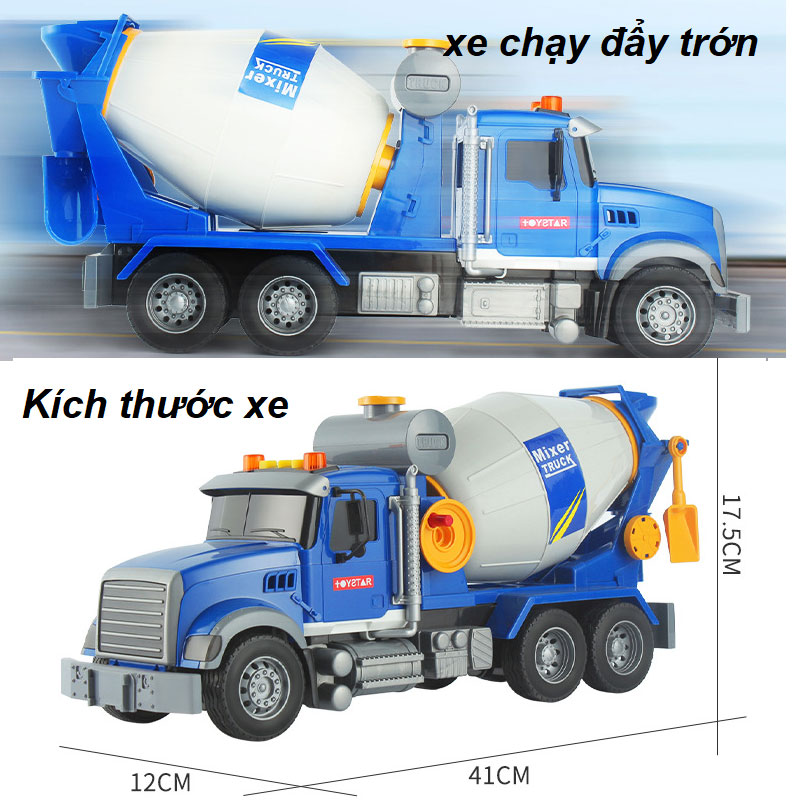 xe chạy đẩy trớn
Mixer
TRUCK
TOYSTAR
Kích thước xe
Mixer
TRUCK
TOYSTAR
17.5CM
12CM
41CM